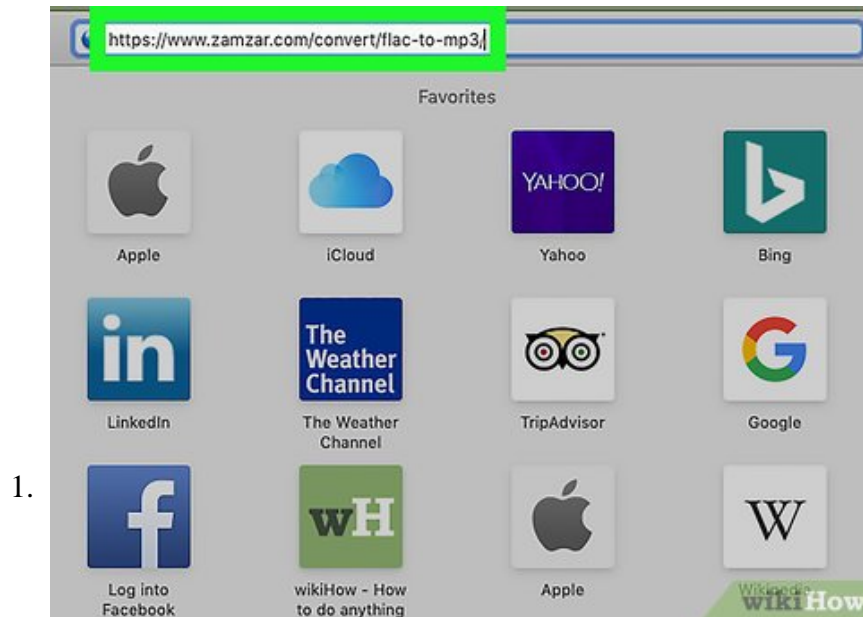 https://www.zamzar.com/convert/flac-to-mp3/
Favorites
YAHOO!
Apple
iCloud
Yahoo
Bing
in
The
Weather
Channel
G
LinkedIn
The Weather
Channel
TripAdvisor
Google
1.
f
wH
W
Log into
Facebook
wikiHow - How
to do anything
Apple
Wikipedia
wikiHow